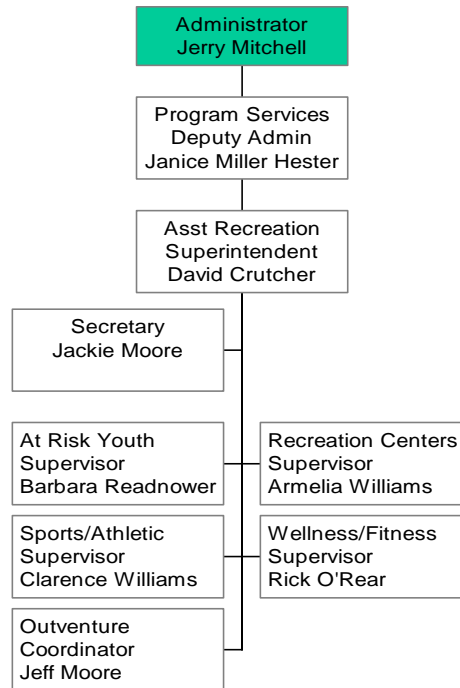 Administrator
Jerry Mitchell
Program Services
Deputy Admin
Janice Miller Hester
Asst Recreation
Superintendent
David Crutcher
Secretary
Jackie Moore
At Risk Youth
Supervisor
Barbara Readnower
Recreation Centers
Supervisor
Armelia Williams
Sports/Athletic
Supervisor
Clarence Williams
Wellness/Fitness
Supervisor
Rick O'Rear
Outventure
Coordinator
Jeff Moore